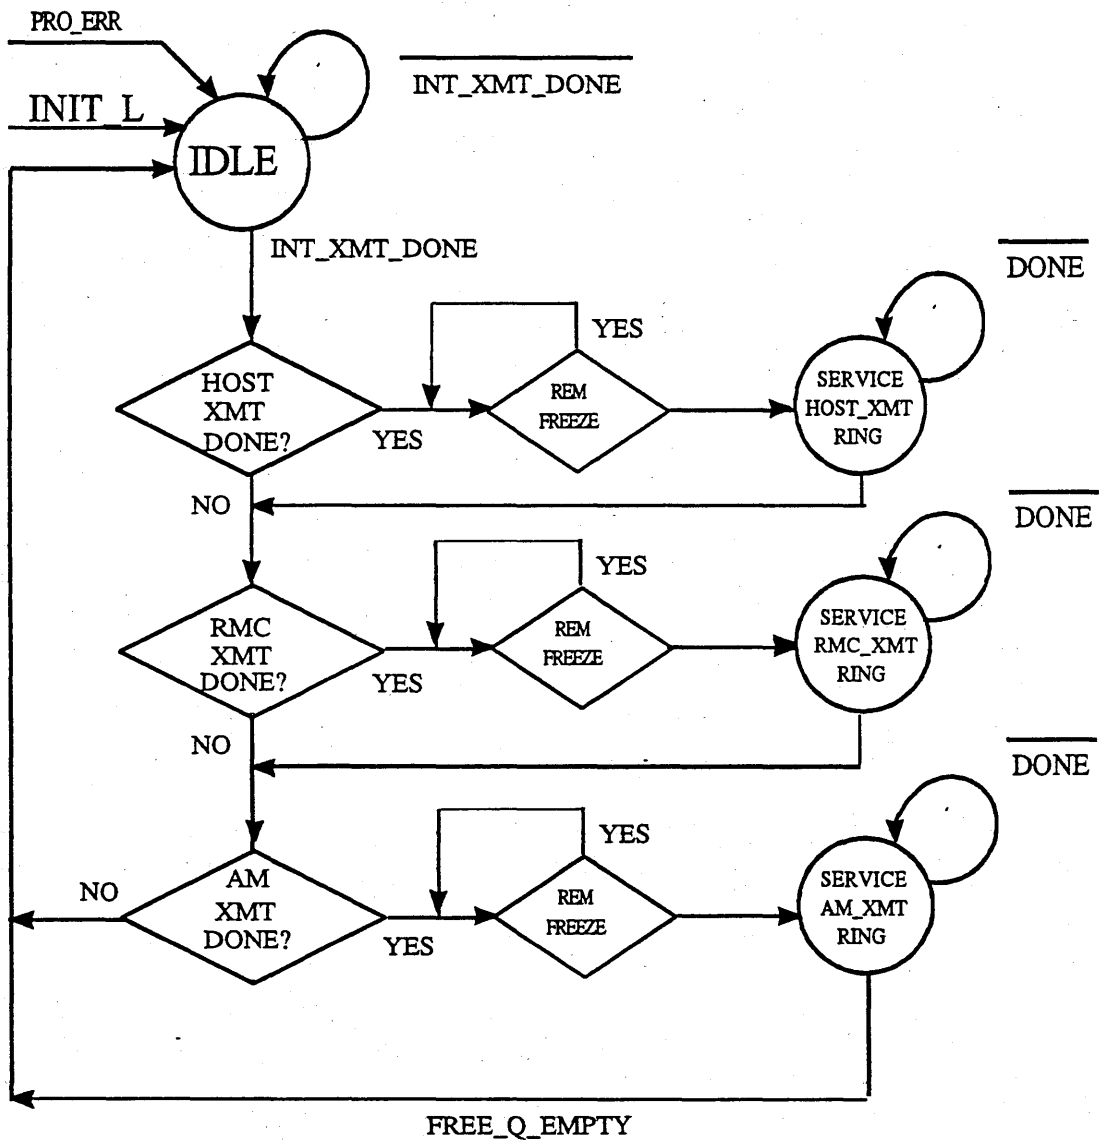 PRO_ERR
INT_XMT_DONE
INIT_L
IDLE
INT_XMT_DONE
DONE
YES
HOST
XMT
DONE?
YES
REM
FREEZE
SERVICE
HOST_XMT
RING
NO
DONE
YES
RMC
XMT
DONE?
YES
REM
FREEZE
SERVICE
RMC_XMT
RING
NO
DONE
YES
NO
AM
XMT
DONE?
YES
REM
FREEZE
SERVICE
AM_XMT
RING
FREE_Q_EMPTY